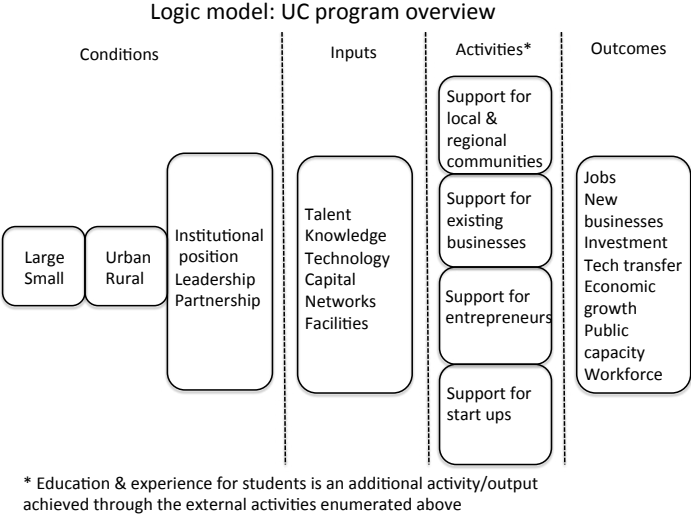 Logic model: UC program overview
Conditions
Inputs
Activities*
Outcomes
Large
Small
Urban
Rural
Institutional
position
Leadership
Partnership
Talent
Knowledge
Technology
Capital
Networks
Facilities
Support for
local &
regional
communities
Support for
existing
businesses
Support for
entrepreneurs
Support for
start ups
Jobs
New
businesses
Investment
Tech transfer
Economic
growth
Public
capacity
Workforce
* Education & experience for students is an additional activity/output
achieved through the external activities enumerated above